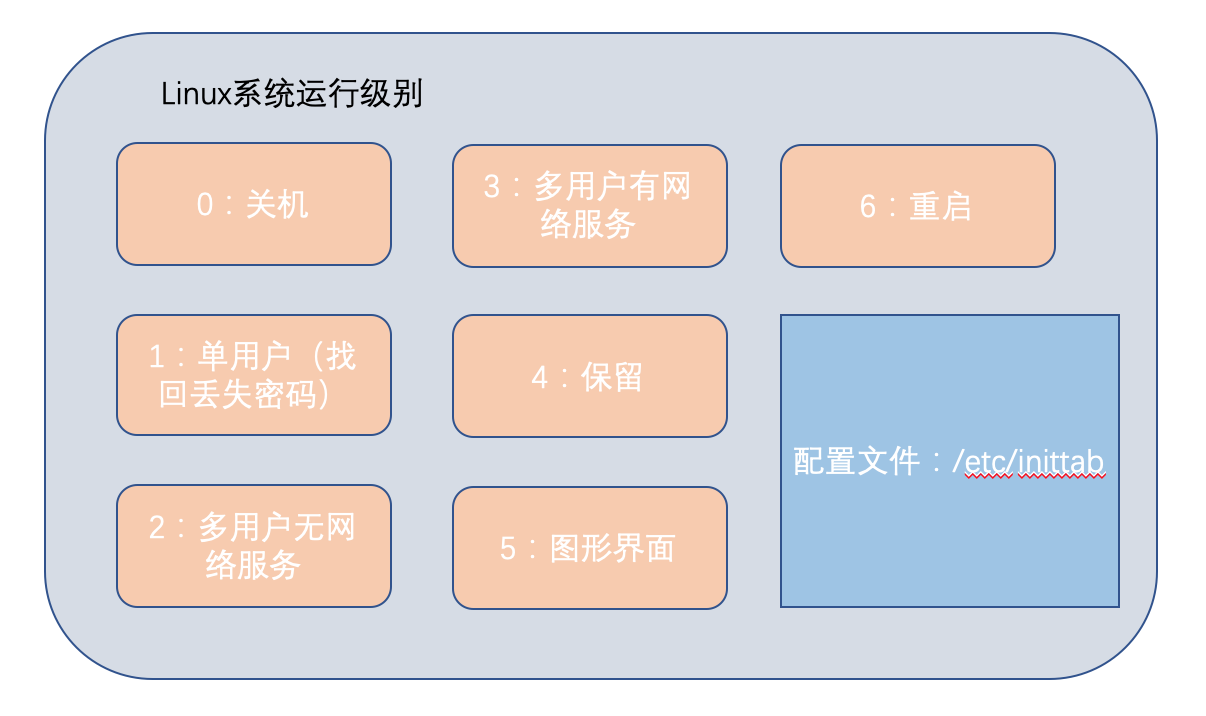 Linux系统运行级别
0：关机
1：单用户（找
回丢失密码）
2：多用户无网
络服务
3：多用户有网
络服务
4：保留
5：图形界面
6：重启
配置文件：/etc/inittab